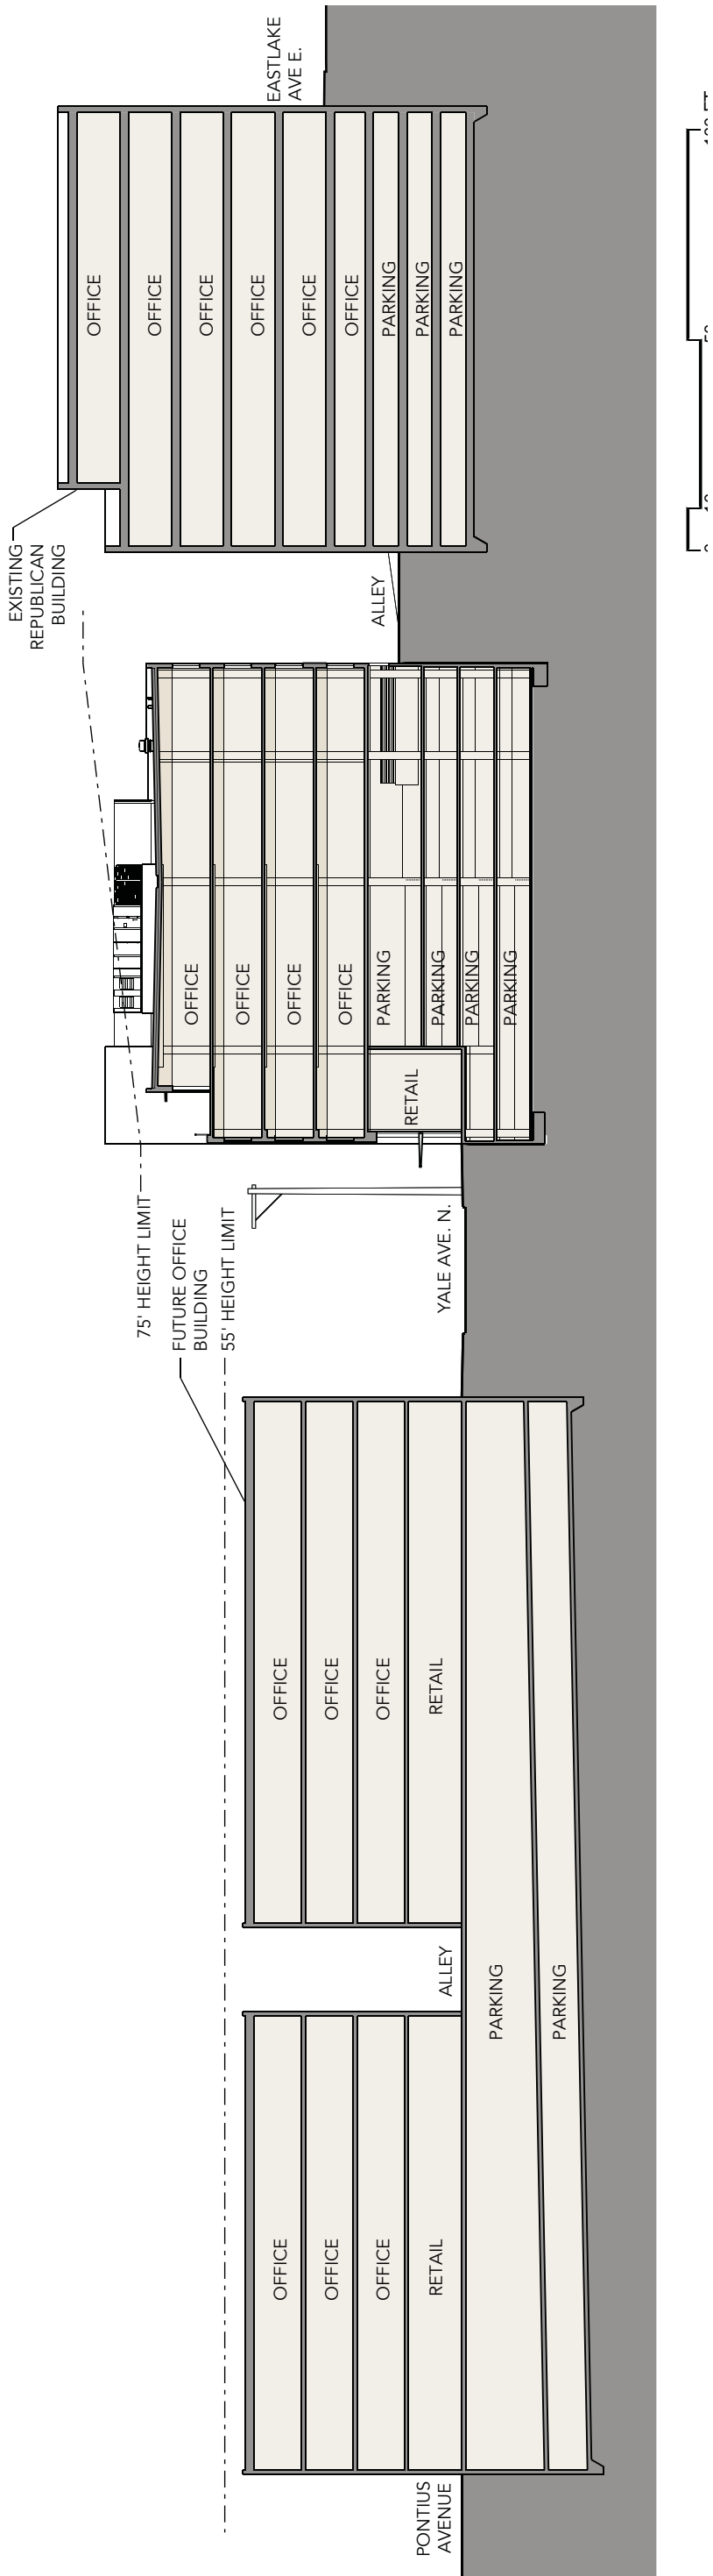 PONTIUS
AVENUE
OFFICE
OFFICE
OFFICE
RETAIL
ALLEY
PARKING
PARKING
OFFICE
OFFICE
OFFICE
RETAIL
75' HEIGHT LIMIT
FUTURE OFFICE
BUILDING
55' HEIGHT LIMIT
YALE AVE. N.
RETAIL
OFFICE
OFFICE
OFFICE
OFFICE
PARKING
PARKING
PARKING
PARKING
EXISTING
REPUBLICAN
BUILDING
ALLEY
OFFICE
OFFICE
OFFICE
OFFICE
OFFICE
OFFICE
PARKING
PARKING
PARKING
EASTLAKE
AVE E.